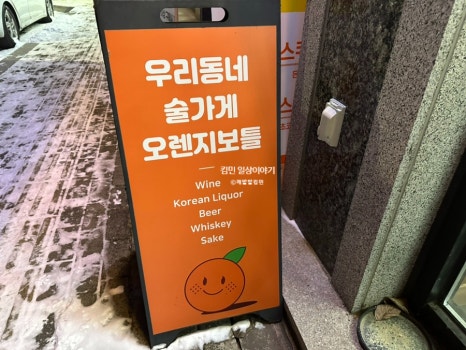 우리동네
술가게
오렌지보틀
킴민 일상이야기
Wine
Korean Liquor
Beer
Whiskey
Sake